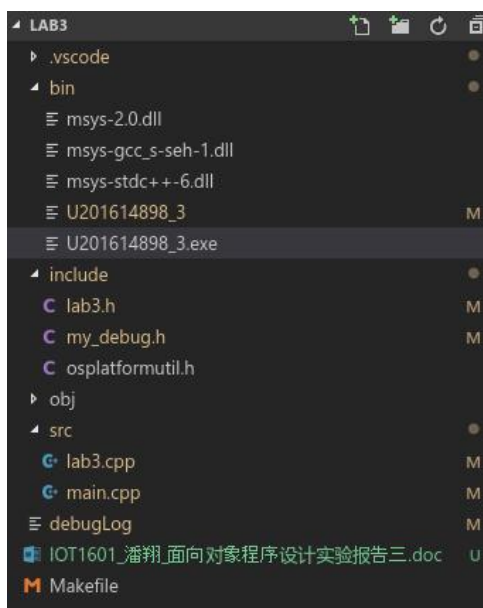 LAB3
.vscode
bin
msys-2.0.dll
msys-gcc_s-seh-1.dll
msys-stdc++-6.dll
U201614898_3 M
U201614898_3.exe
include
C lab3.h M
C my_debug.h M
C osplatformutil.h
obj
src
C+ lab3.cpp M
C+ main.cpp M
debugLog M
IOT1601_潘翔_面向对象程序设计实验报告三.doc U
M Makefile